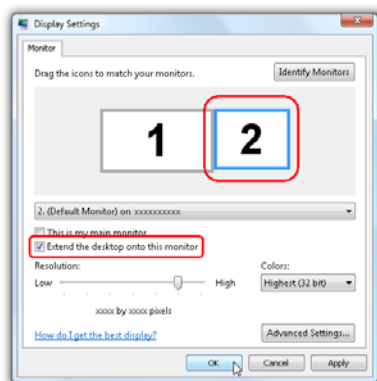 Display Settings
Monitor
Drag the icons to match your monitors.
Identify Monitors
1 2
2. (Default Monitor) on xxxxxxxxxx
This is my main monitor
Extend the desktop onto this monitor
Resolution:
Colors:
Low
High
Highest (32 bit)
xxxx by xxxx pixels
How do I get the best display?
Advanced Settings...
OK
Cancel
Apply